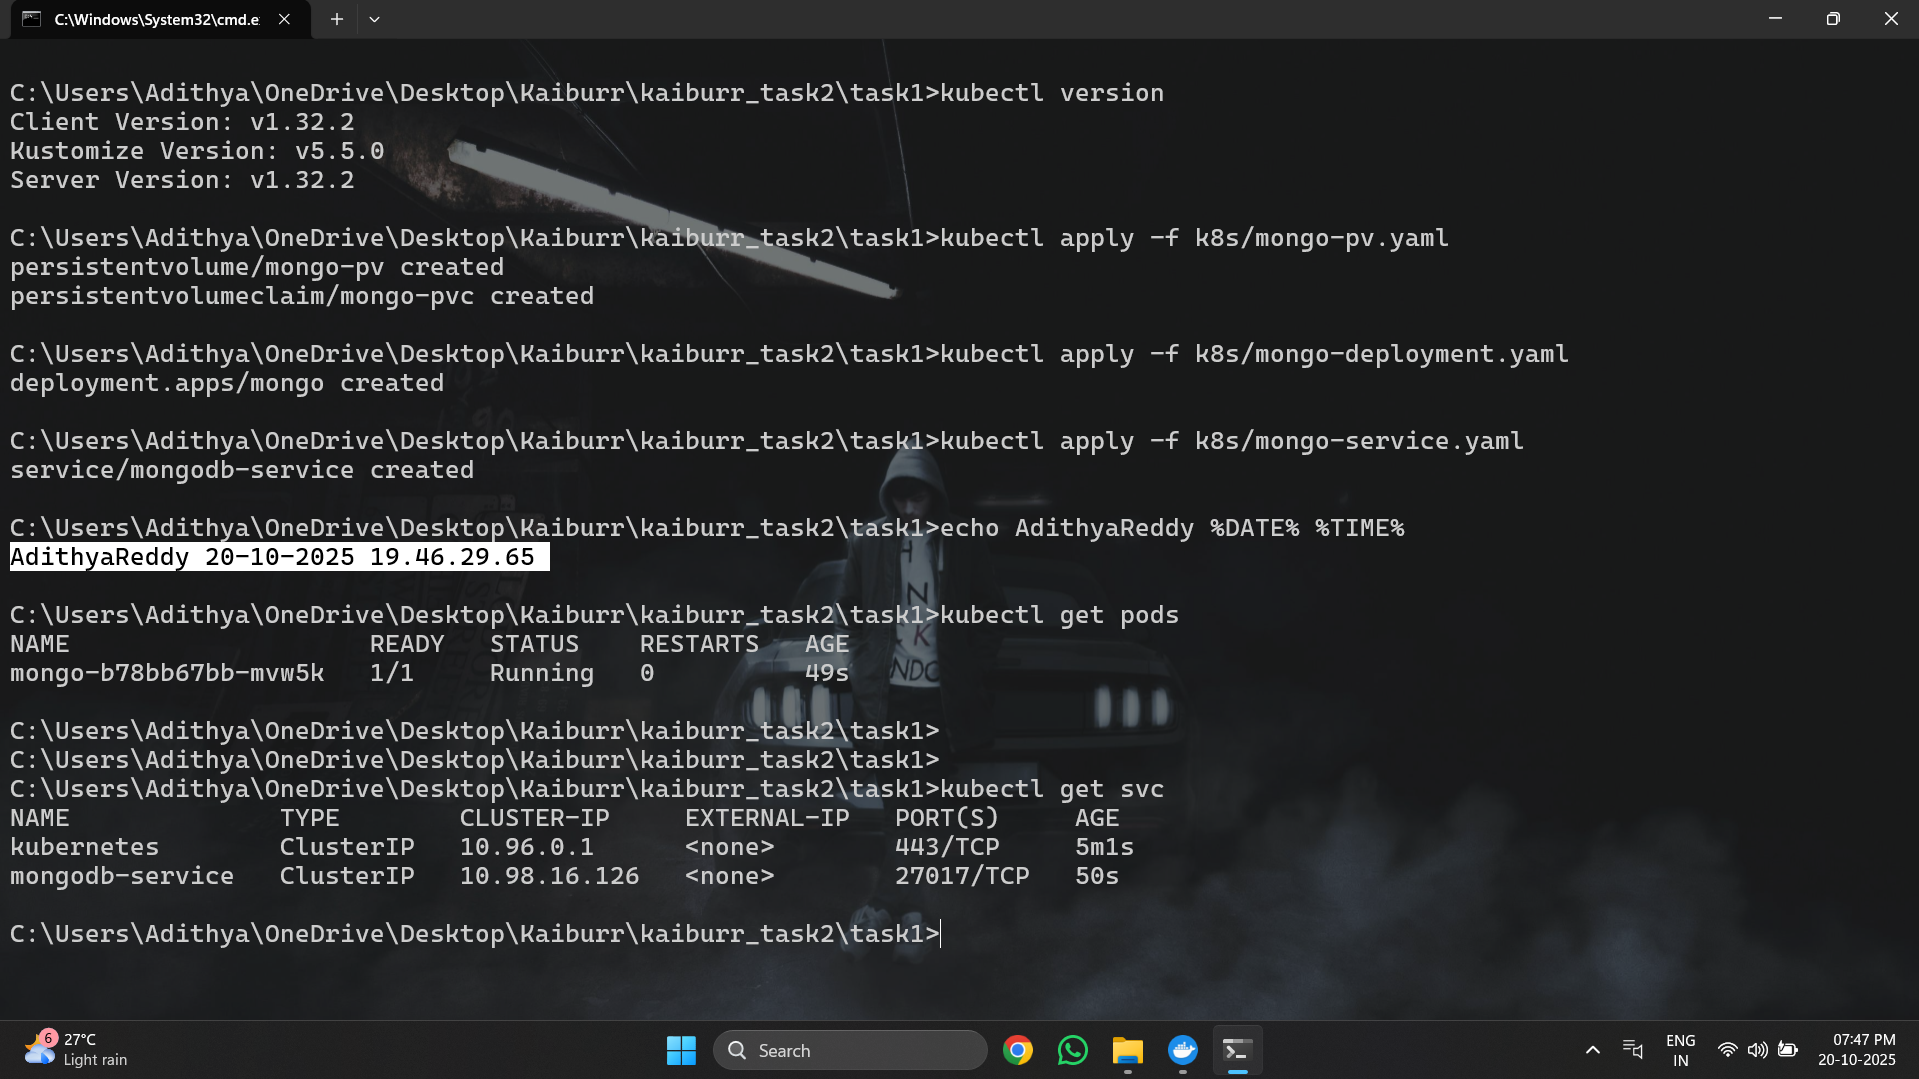 C:\Windows\System32\cmd.e
C:\Users\Adithya\OneDrive\Desktop\Kaiburr\kaiburr_task2\task1>kubectl version
Client Version: v1.32.2
Kustomize Version: v5.5.0
Server Version: v1.32.2
C:\Users\Adithya\OneDrive\Desktop\Kaiburr\kaiburr_task2\task1>kubectl apply -f k8s/mongo-pv.yaml
persistentvolume/mongo-pv created
persistentvolumeclaim/mongo-pvc created
C:\Users\Adithya\OneDrive\Desktop\Kaiburr\kaiburr_task2\task1>kubectl apply -f k8s/mongo-deployment.yaml
deployment.apps/mongo created
C:\Users\Adithya\OneDrive\Desktop\Kaiburr\kaiburr_task2\task1>kubectl apply -f k8s/mongo-service.yaml
service/mongodb-service created
C:\Users\Adithya\OneDrive\Desktop\Kaiburr\kaiburr_task2\task1>echo AdithyaReddy %DATE% %TIME%
AdithyaReddy 20-10-2025 19.46.29.65
C:\Users\Adithya\OneDrive\Desktop\Kaiburr\kaiburr_task2\task1>kubectl get pods
NAME READY STATUS RESTARTS AGE
mongo-b78bb67bb-mvw5k 1/1 Running 0 49s
C:\Users\Adithya\OneDrive\Desktop\Kaiburr\kaiburr_task2\task1>
C:\Users\Adithya\OneDrive\Desktop\Kaiburr\kaiburr_task2\task1>
C:\Users\Adithya\OneDrive\Desktop\Kaiburr\kaiburr_task2\task1>kubectl get svc
NAME TYPE CLUSTER-IP EXTERNAL-IP PORT(S) AGE
kubernetes ClusterIP 10.96.0.1 <none> 443/TCP 5m1s
mongodb-service ClusterIP 10.98.16.126 <none> 27017/TCP 50s
C:\Users\Adithya\OneDrive\Desktop\Kaiburr\kaiburr_task2\task1>
6 27°C
Light rain
Search
ENG
IN
07:47 PM
20-10-2025